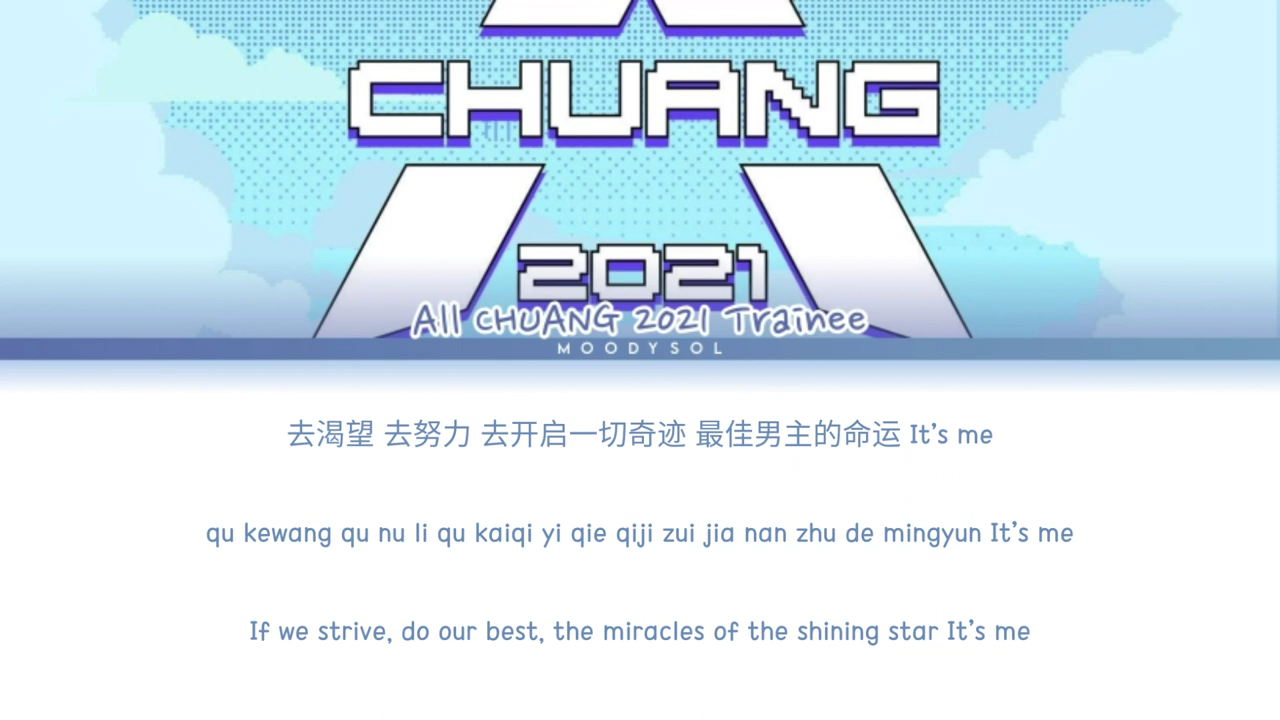 CHUANG
2021
All CHUANG 2021 Trainee
MOODYSOL
去渴望 去努力 去开启一切奇迹 最佳男主的命运 It's me
qu kewang qu nu li qu kaiqi yi qie qiji zui jia nan zhu de mingyun It's me
If we strive, do our best, the miracles of the shining star It's me